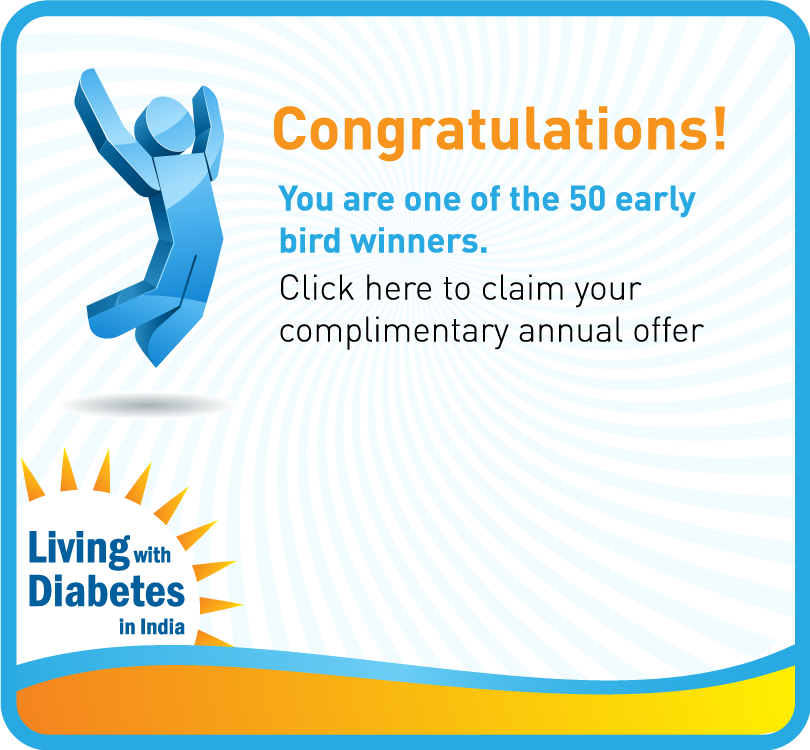 Congratulations!
You are one of the 50 early
bird winners.
Click here to claim your
complimentary annual offer
Living with
Diabetes
in India